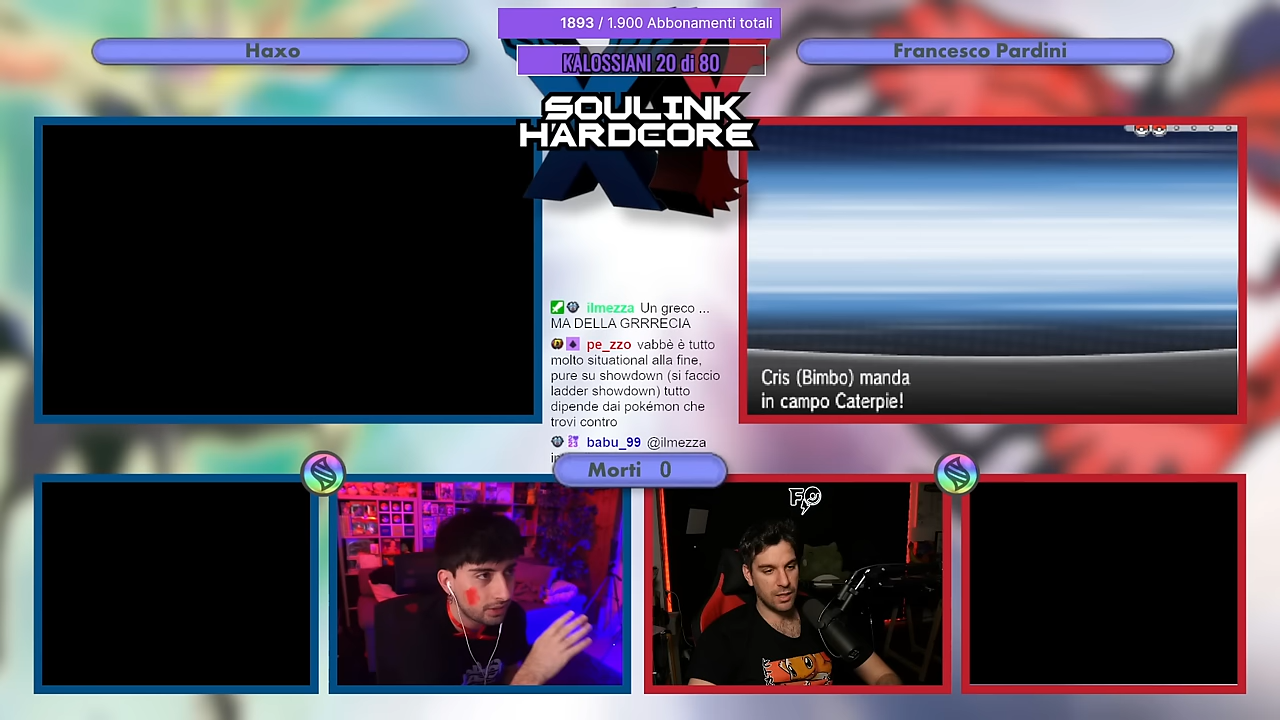 1893 / 1.900 Abbonamenti totali
Haxo
KALOSSIANI 20 di 80
Francesco Pardini
SOULINK
HARDCORE
ilmezza Un greco ...
MA DELLA GRRRECIA
pe_zzo vabbè è tutto
molto situational alla fine,
pure su showdown (si faccio
ladder showdown) tutto
dipende dai pokémon che
trovi contro
babu_99 @ilmezza
Cris (Bimbo) manda
in campo Caterpie!
Morti 0